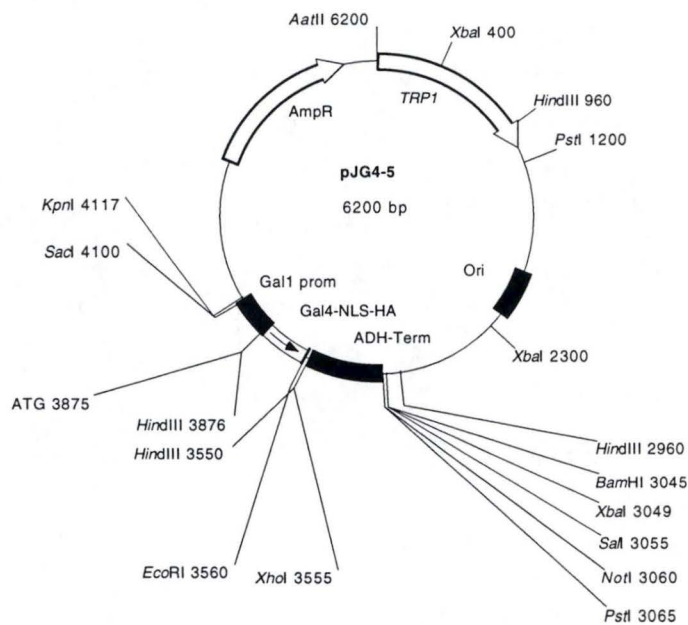 AatII 6200
XbaI 400
TRP1
AmpR
HindIII 960
PstI 1200
pJG4-5
6200 bp
KpnI 4117
SacI 4100
Ori
Gal1 prom
Gal4-NLS-HA
ADH-Term
XbaI 2300
ATG 3875
HindIII 3876
HindIII 3550
HindIII 2960
BamHI 3045
XbaI 3049
SalI 3055
NotI 3060
PstI 3065
EcoRI 3560
XhoI 3555